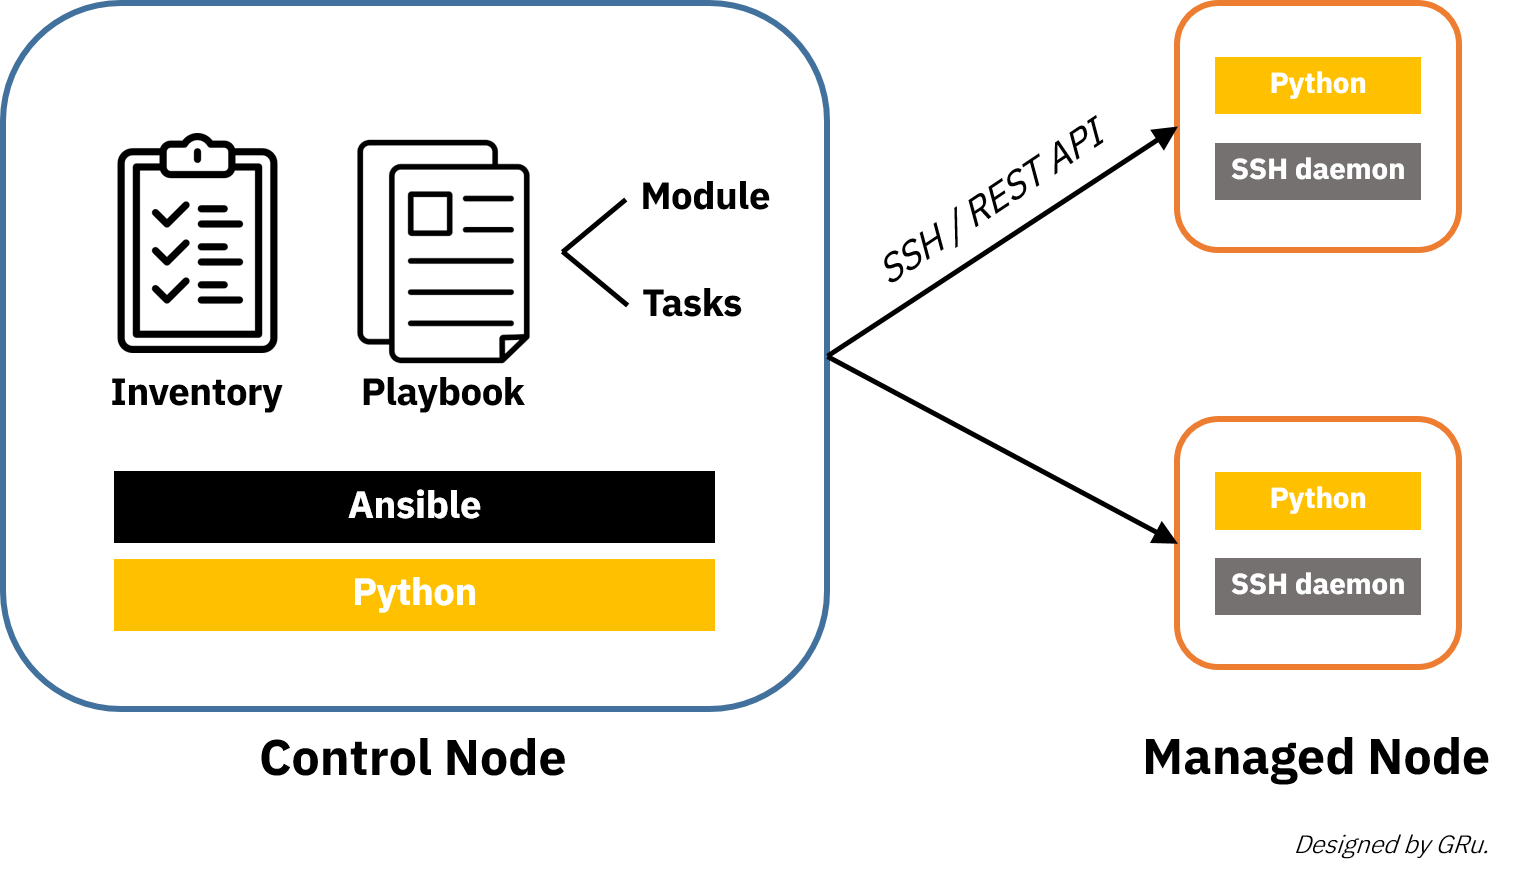 Module
Tasks
Inventory
Playbook
Ansible
Python
Control Node
SSH / REST API
Python
SSH daemon
Python
SSH daemon
Managed Node
Designed by GRu.